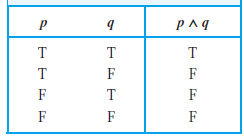 p q p ∧ q
T T T
T F F
F T F
F F F